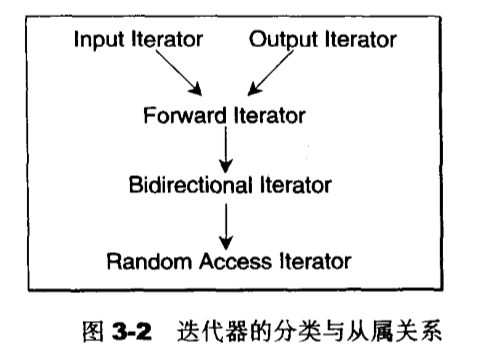 Input Iterator Output Iterator
Forward Iterator
Bidirectional Iterator
Random Access Iterator
图 3-2 迭代器的分类与从属关系